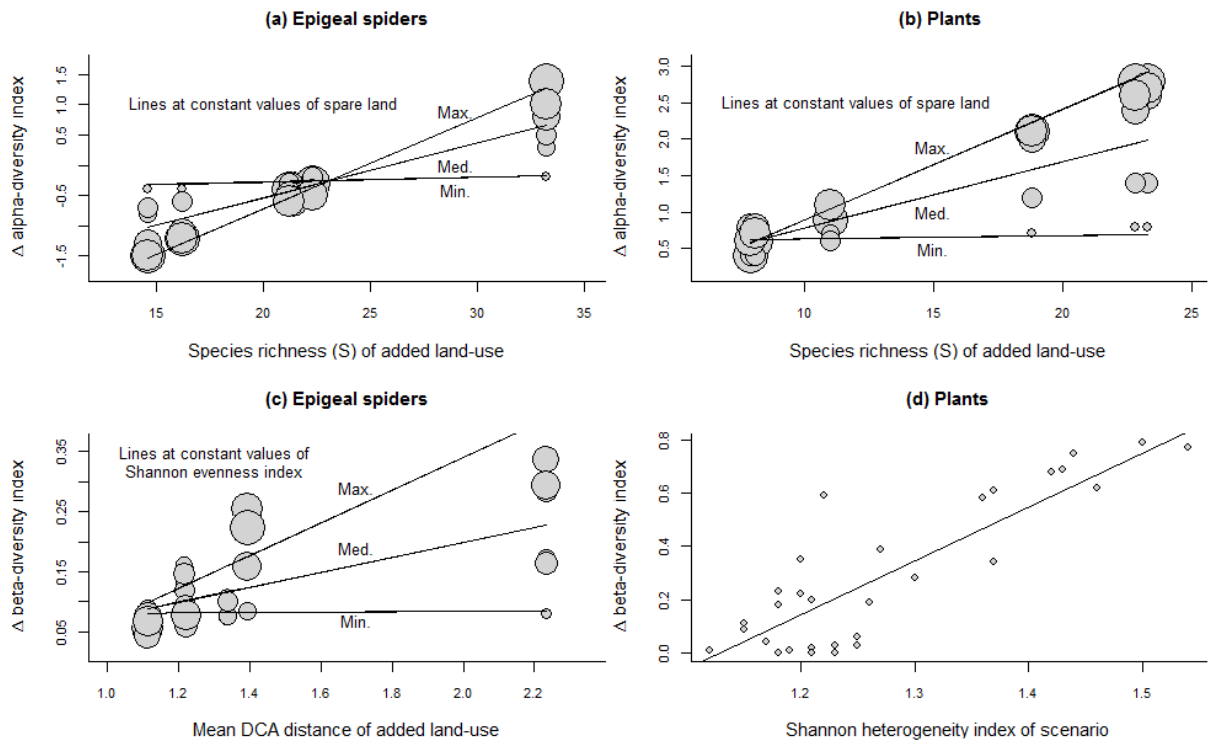 (a) Epigeal spiders
Δ alpha-diversity index
1.5
1.0
0.5
-0.5
-1.5
Lines at constant values of spare land
Max.
Med.
Min.
15 20 25 30 35
Species richness (S) of added land-use
(b) Plants
Δ alpha-diversity index
3.0
2.5
2.0
1.5
1.0
0.5
Lines at constant values of spare land
Max.
Med.
Min.
10 15 20 25
Species richness (S) of added land-use
(c) Epigeal spiders
Δ beta-diversity index
0.35
0.25
0.15
0.05
Lines at constant values of
Shannon evenness index
Max.
Med.
Min.
1.0 1.2 1.4 1.6 1.8 2.0 2.2
Mean DCA distance of added land-use
(d) Plants
Δ beta-diversity index
0.8
0.6
0.4
0.2
0.0
1.2 1.3 1.4 1.5
Shannon heterogeneity index of scenario